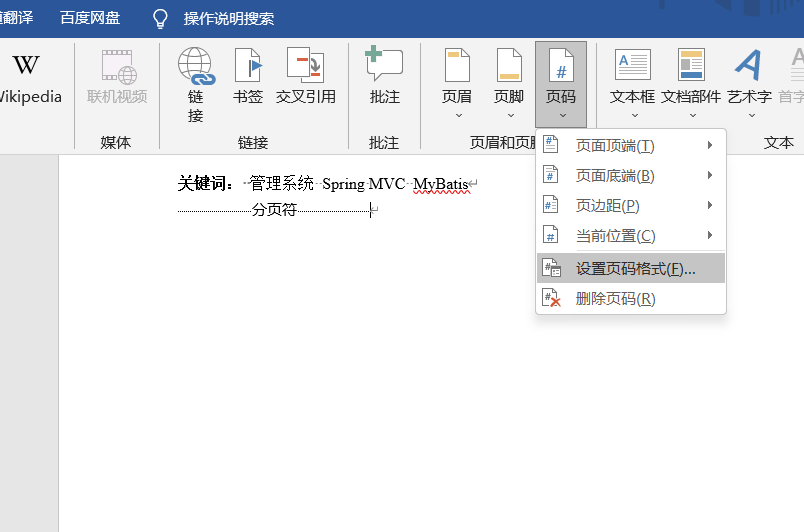 翻译 百度网盘 操作说明搜索
Wikipedia 联机视频 链接 书签 交叉引用 批注 页眉 页脚 页码 文本框 文档部件 艺术字 首字
媒体 链接 批注 页眉和页脚 文本
页面顶端(T)
页面底端(B)
页边距(P)
当前位置(C)
设置页码格式(F)...
删除页码(R)
关键词: 管理系统 Spring MVC MyBatis
分页符